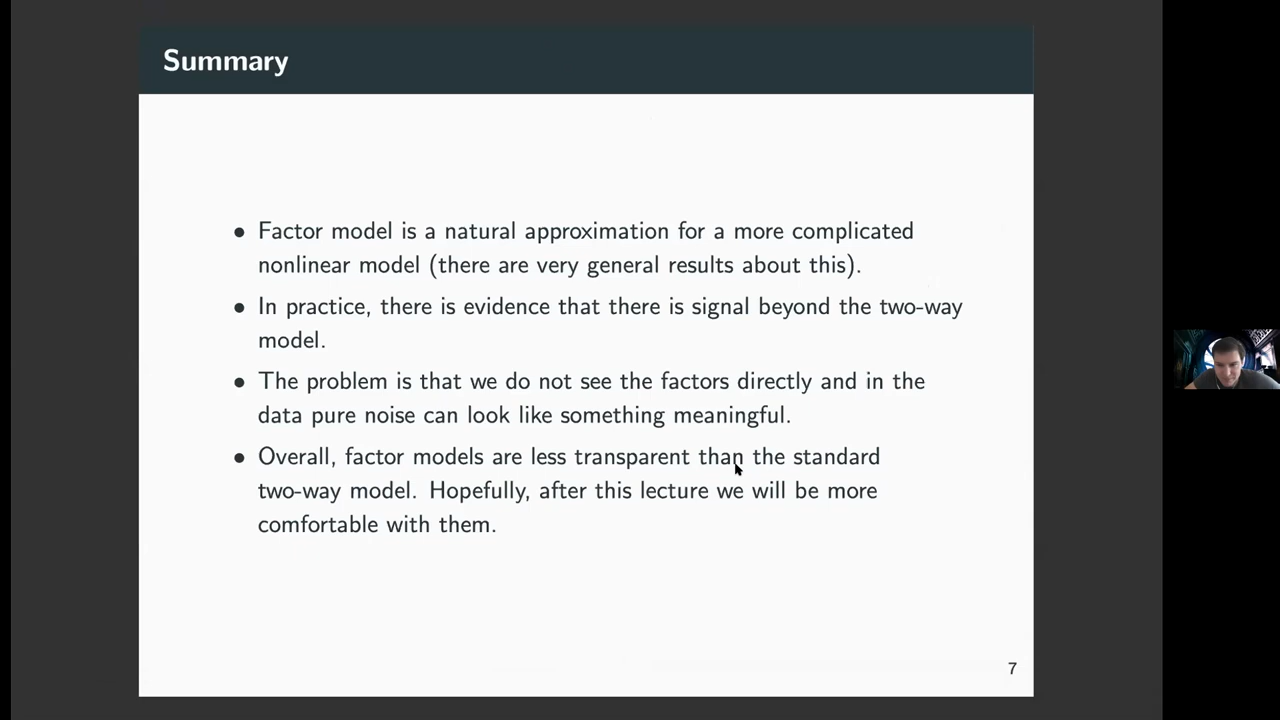 Summary
• Factor model is a natural approximation for a more complicated
nonlinear model (there are very general results about this).
• In practice, there is evidence that there is signal beyond the two-way
model.
• The problem is that we do not see the factors directly and in the
data pure noise can look like something meaningful.
• Overall, factor models are less transparent than the standard
two-way model. Hopefully, after this lecture we will be more
comfortable with them.
7